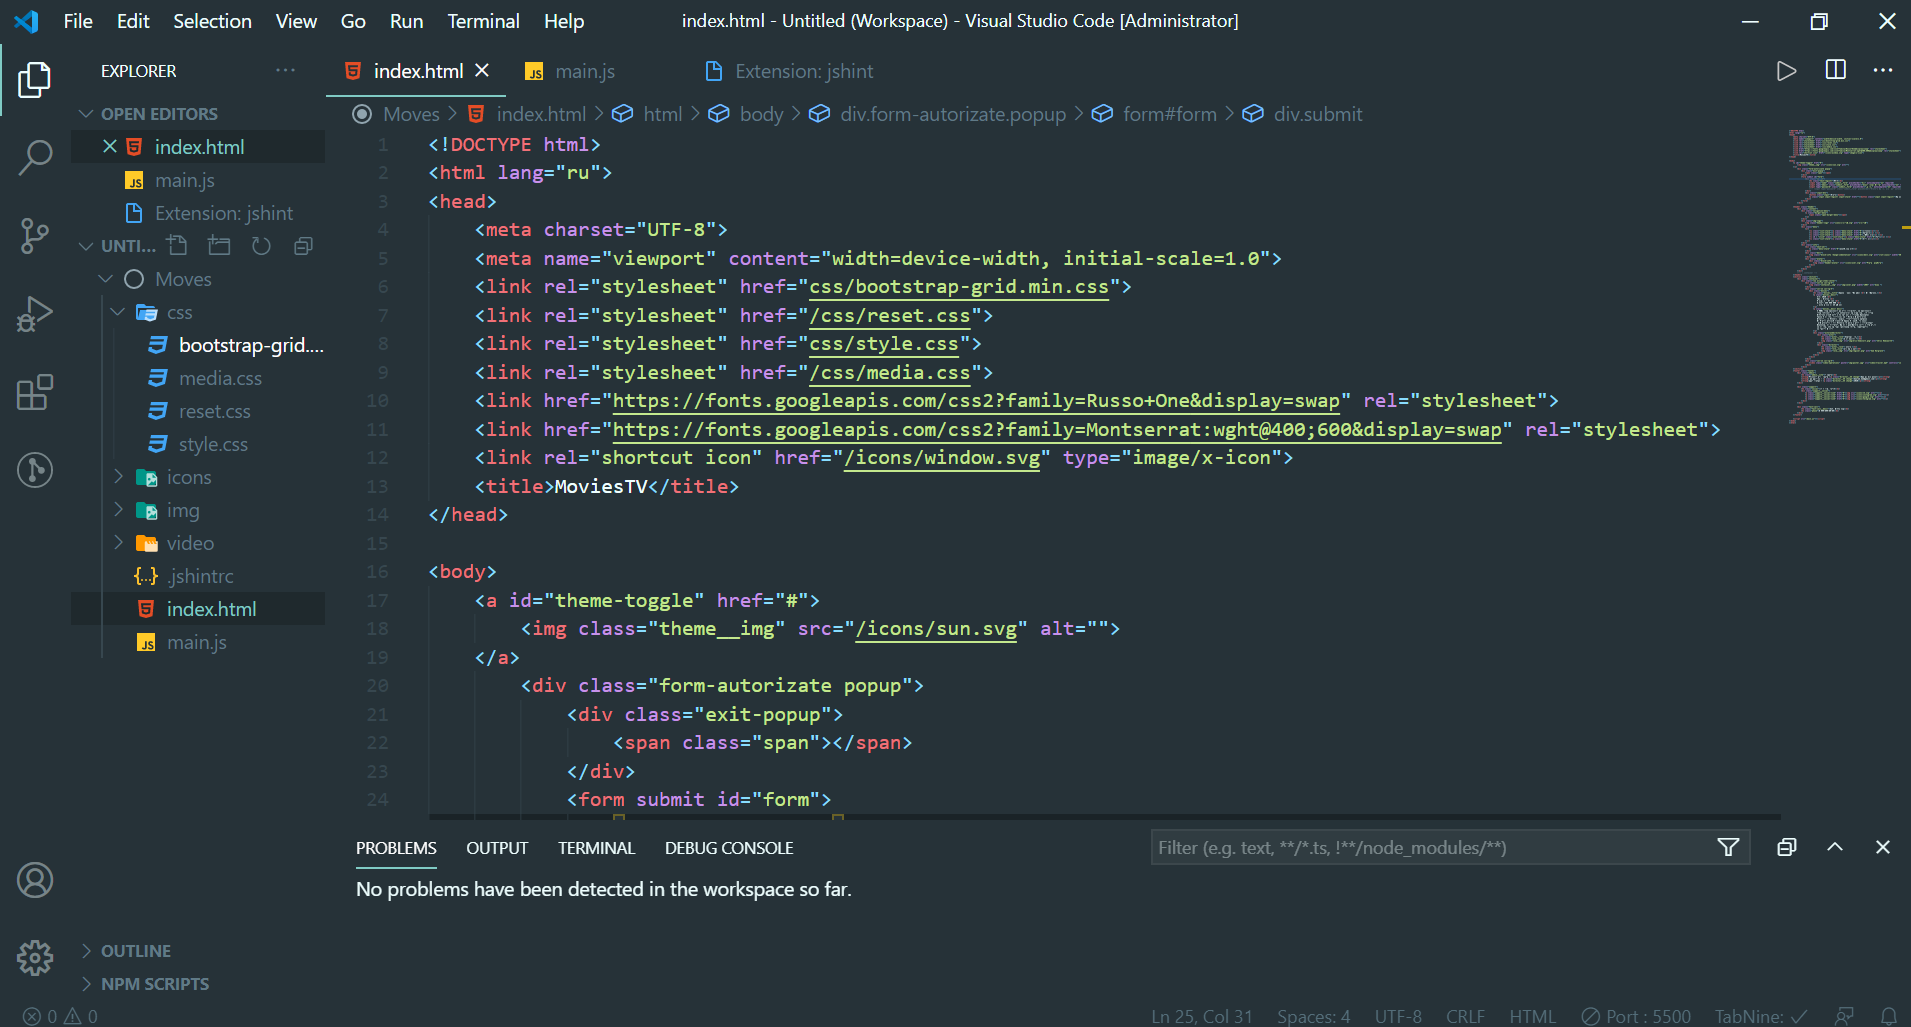 File Edit Selection View Go Run Terminal Help
index.html - Untitled (Workspace) - Visual Studio Code [Administrator]
EXPLORER
index.html
JS main.js
Extension: jshint
OPEN EDITORS
index.html
JS main.js
Extension: jshint
UNTI...
Moves
css
bootstrap-grid....
media.css
reset.css
style.css
icons
img
video
.jshintrc
index.html
JS main.js
OUTLINE
NPM SCRIPTS
Moves > index.html > html > body > div.form-autorizate.popup > form#form > div.submit
1 <!DOCTYPE html>
2 <html lang="ru">
3 <head>
4 <meta charset="UTF-8">
5 <meta name="viewport" content="width=device-width, initial-scale=1.0">
6 <link rel="stylesheet" href="css/bootstrap-grid.min.css">
7 <link rel="stylesheet" href="/css/reset.css">
8 <link rel="stylesheet" href="css/style.css">
9 <link rel="stylesheet" href="/css/media.css">
10 <link href="https://fonts.googleapis.com/css2?family=Russo+One&display=swap" rel="stylesheet">
11 <link href="https://fonts.googleapis.com/css2?family=Montserrat:wght@400;600&display=swap" rel="stylesheet">
12 <link rel="shortcut icon" href="/icons/window.svg" type="image/x-icon">
13 <title>MoviesTV</title>
14 </head>
15
16 <body>
17 <a id="theme-toggle" href="#">
18 <img class="theme__img" src="/icons/sun.svg" alt="">
19 </a>
20 <div class="form-autorizate popup">
21 <div class="exit-popup">
22 <span class="span"></span>
23 </div>
24 <form submit id="form">
PROBLEMS OUTPUT TERMINAL DEBUG CONSOLE
Filter (e.g. text, **/*.ts, !**/node_modules/**)
No problems have been detected in the workspace so far.
0 0
Ln 25, Col 31 Spaces: 4 UTF-8 CRLF HTML Port : 5500 TabNine: ✓